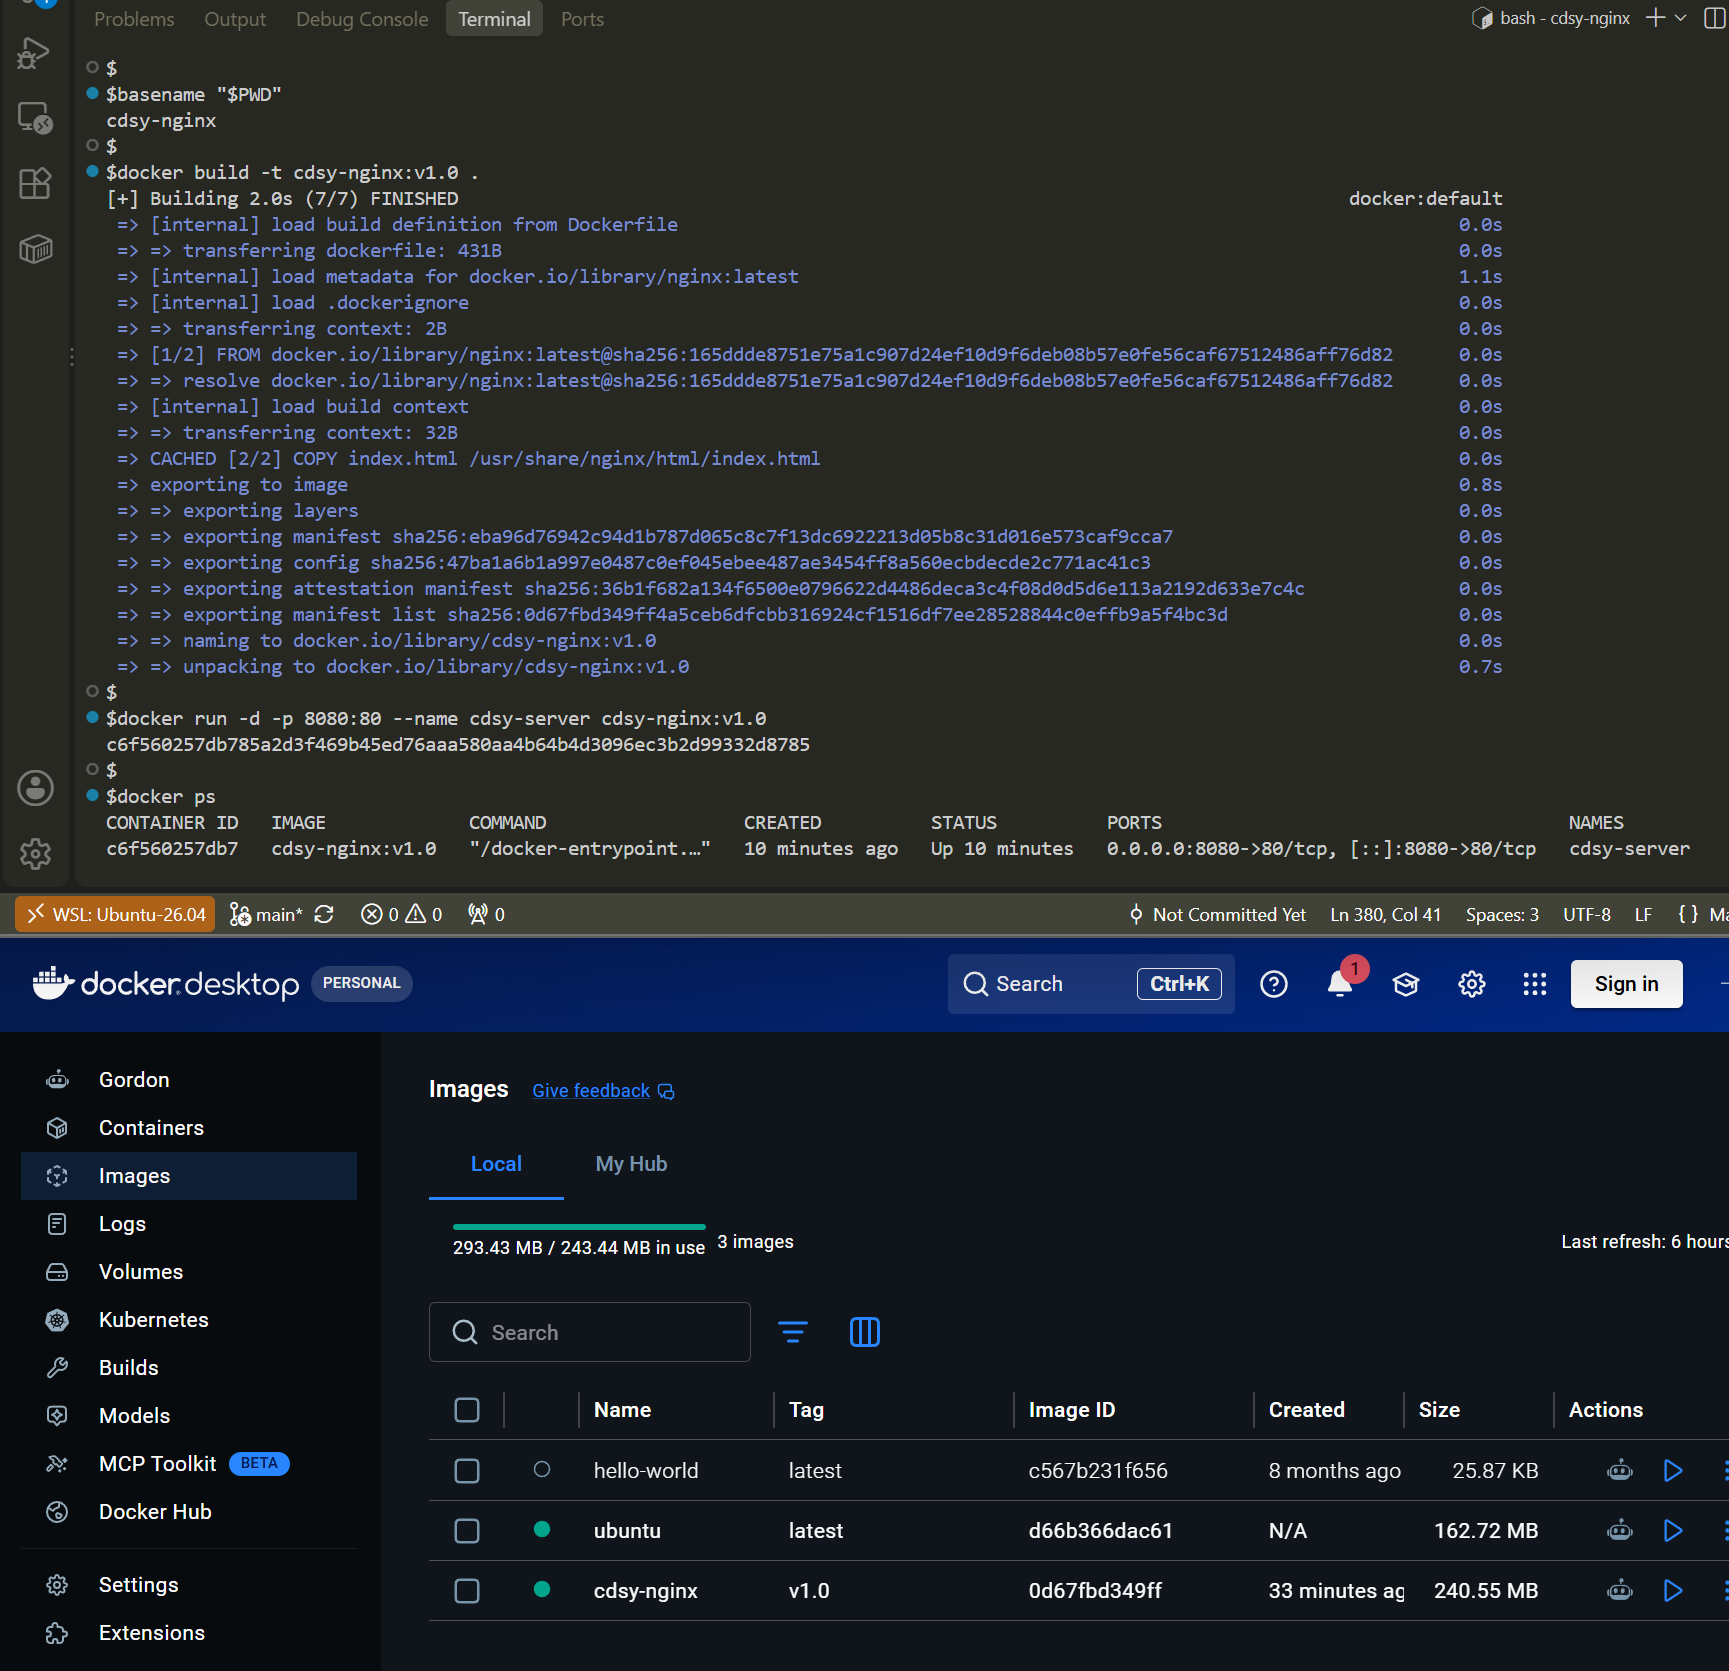 Problems Output Debug Console Terminal Ports bash - cdsy-nginx
$
$basename "$PWD"
cdsy-nginx
$
$docker build -t cdsy-nginx:v1.0 .
[+] Building 2.0s (7/7) FINISHED docker:default
=> [internal] load build definition from Dockerfile 0.0s
=> => transferring dockerfile: 431B 0.0s
=> [internal] load metadata for docker.io/library/nginx:latest 1.1s
=> [internal] load .dockerignore 0.0s
=> => transferring context: 2B 0.0s
=> [1/2] FROM docker.io/library/nginx:latest@sha256:165ddde8751e75a1c907d24ef10d9f6deb08b57e0fe56caf67512486aff76d82 0.0s
=> => resolve docker.io/library/nginx:latest@sha256:165ddde8751e75a1c907d24ef10d9f6deb08b57e0fe56caf67512486aff76d82 0.0s
=> [internal] load build context 0.0s
=> => transferring context: 32B 0.0s
=> CACHED [2/2] COPY index.html /usr/share/nginx/html/index.html 0.0s
=> exporting to image 0.8s
=> => exporting layers 0.0s
=> => exporting manifest sha256:eba96d76942c94d1b787d065c8c7f13dc6922213d05b8c31d016e573caf9cca7 0.0s
=> => exporting config sha256:47ba1a6b1a997e0487c0ef045ebee487ae3454ff8a560ecbdecde2c771ac41c3 0.0s
=> => exporting attestation manifest sha256:36b1f682a134f6500e0796622d4486deca3c4f08d0d5d6e113a2192d633e7c4c 0.0s
=> => exporting manifest list sha256:0d67fbd349ff4a5ceb6dfcbb316924cf1516df7ee28528844c0effb9a5f4bc3d 0.0s
=> => naming to docker.io/library/cdsy-nginx:v1.0 0.0s
=> => unpacking to docker.io/library/cdsy-nginx:v1.0 0.7s
$
$docker run -d -p 8080:80 --name cdsy-server cdsy-nginx:v1.0
c6f560257db785a2d3f469b45ed76aaa580aa4b64b4d3096ec3b2d99332d8785
$
$docker ps
CONTAINER ID IMAGE COMMAND CREATED STATUS PORTS NAMES
c6f560257db7 cdsy-nginx:v1.0 "/docker-entrypoint.…" 10 minutes ago Up 10 minutes 0.0.0.0:8080->80/tcp, [::]:8080->80/tcp cdsy-server
WSL: Ubuntu-26.04 main* 0 0 0 Not Committed Yet Ln 380, Col 41 Spaces: 3 UTF-8 LF { } Ma
docker.desktop PERSONAL Search Ctrl+K 1 Sign in
Gordon
Containers
Images
Logs
Volumes
Kubernetes
Builds
Models
MCP Toolkit BETA
Docker Hub
Settings
Extensions
Images Give feedback
Local My Hub
293.43 MB / 243.44 MB in use 3 images Last refresh: 6 hours
Search
Name Tag Image ID Created Size Actions
hello-world latest c567b231f656 8 months ago 25.87 KB
ubuntu latest d66b366dac61 N/A 162.72 MB
cdsy-nginx v1.0 0d67fbd349ff 33 minutes ag 240.55 MB